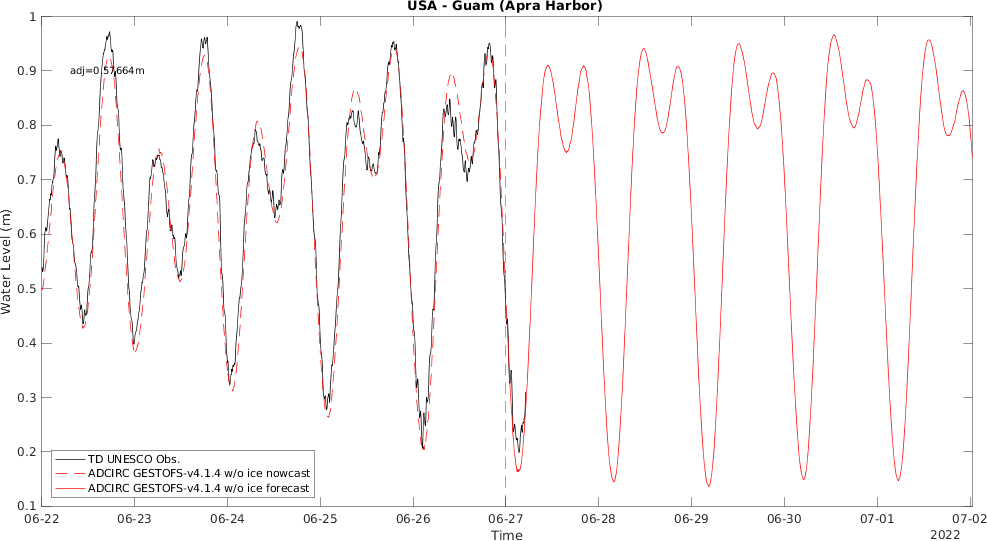 USA - Guam (Apra Harbor)
1
0.9
0.8
0.7
0.6
0.5
0.4
0.3
0.2
0.1
Water Level (m)
adj=0.57664m
TD UNESCO Obs.
ADCIRC GESTOFS-v4.1.4 w/o ice nowcast
ADCIRC GESTOFS-v4.1.4 w/o ice forecast
06-22 06-23 06-24 06-25 06-26 06-27 06-28 06-29 06-30 07-01 07-02
Time
2022